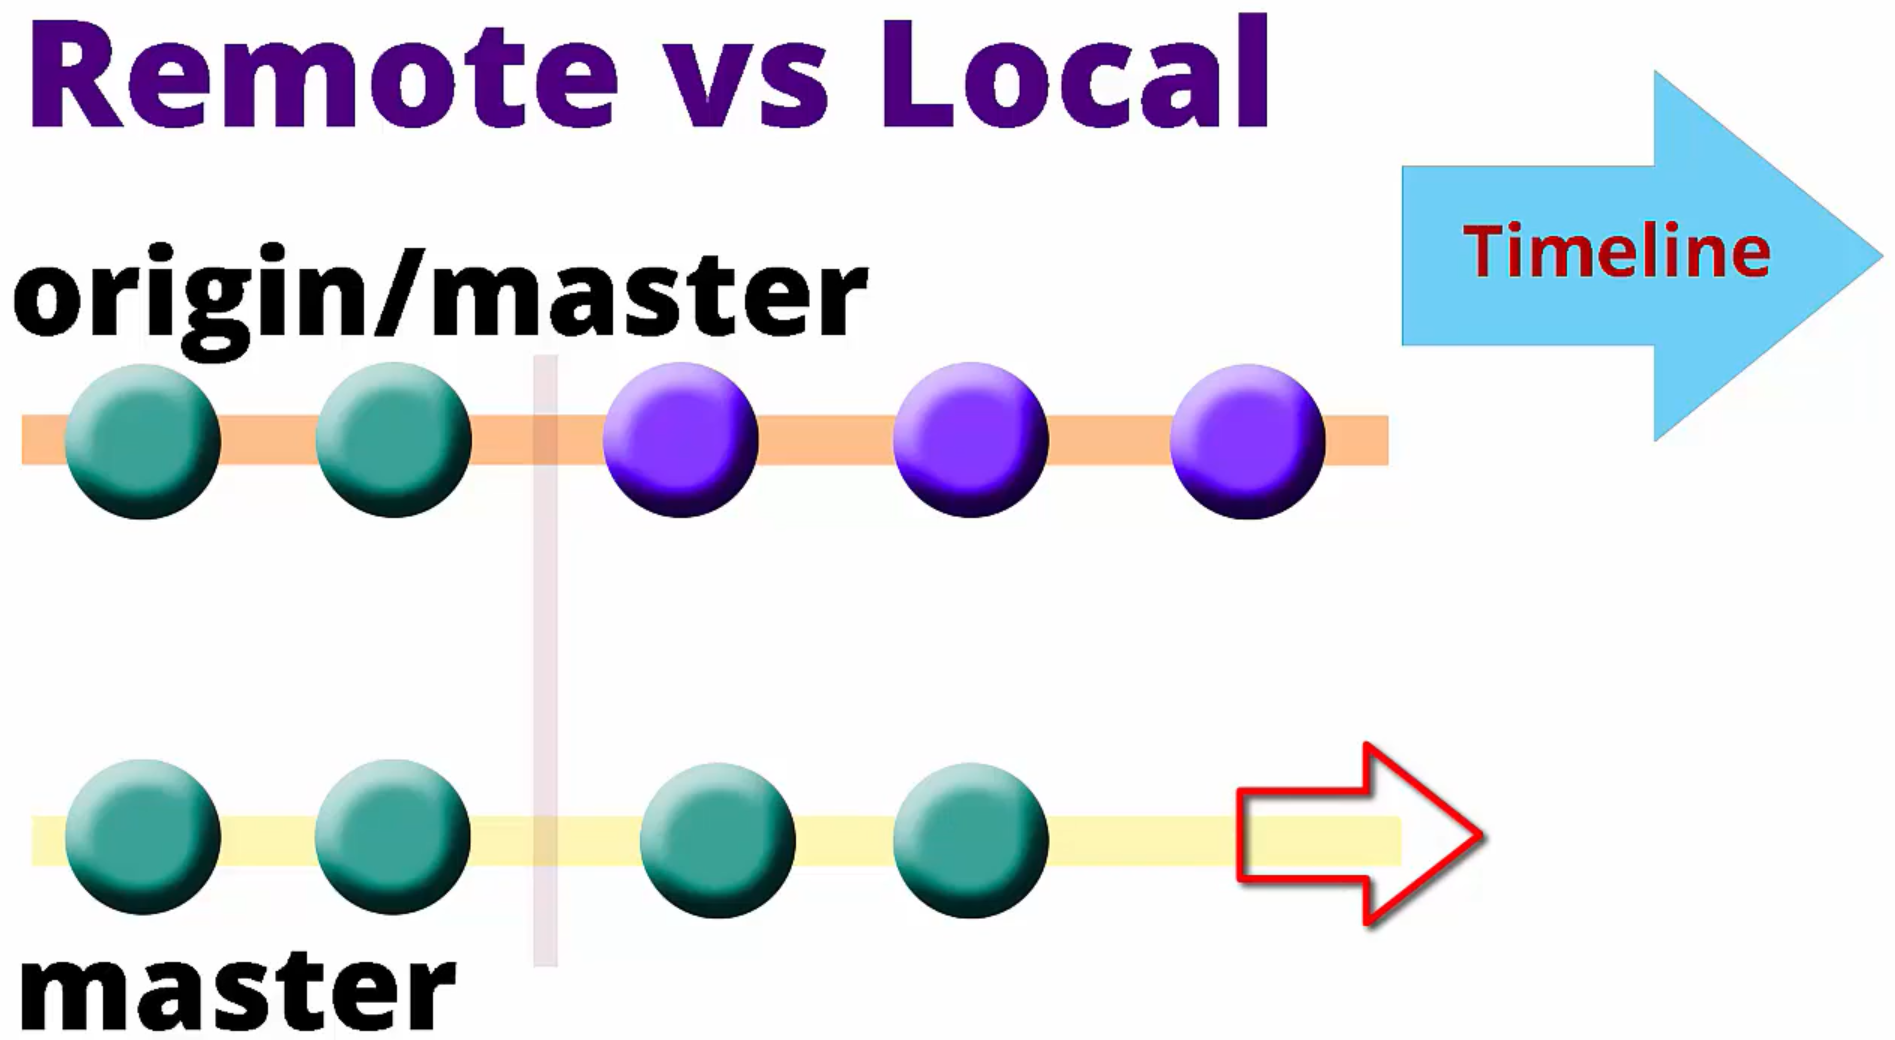 Remote vs Local
Timeline
origin/master
master